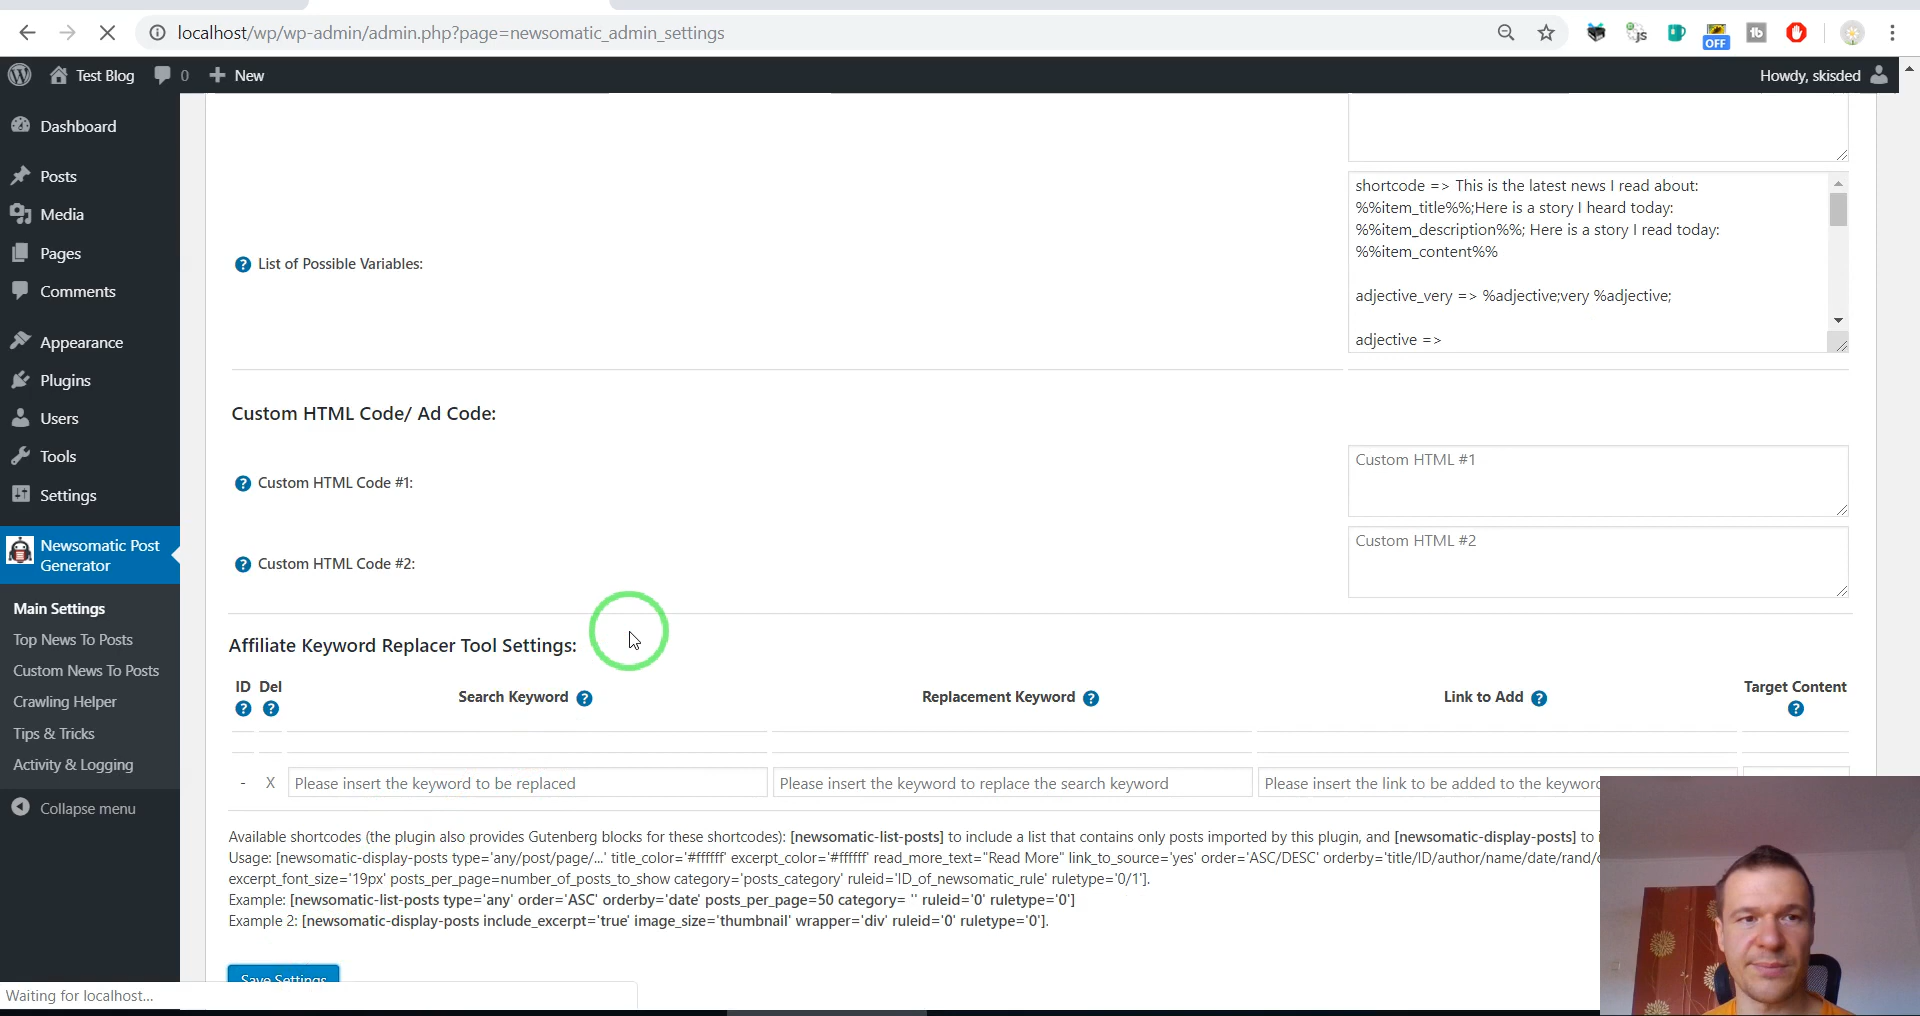 localhost/wp/wp-admin/admin.php?page=newsomatic_admin_settings
OFF
Test Blog 0 New
Howdy, skisded
Dashboard
Posts
Media
Pages
Comments
Appearance
Plugins
Users
Tools
Settings
Newsomatic Post
Generator
Main Settings
Top News To Posts
Custom News To Posts
Crawling Helper
Tips & Tricks
Activity & Logging
Collapse menu
List of Possible Variables:
shortcode => This is the latest news I read about:
%%item_title%%;Here is a story I heard today:
%%item_description%%; Here is a story I read today:
%%item_content%%
adjective_very => %adjective;very %adjective;
adjective =>
Custom HTML Code/ Ad Code:
Custom HTML Code #1:
Custom HTML #1
Custom HTML Code #2:
Custom HTML #2
Affiliate Keyword Replacer Tool Settings:
ID Del Search Keyword Replacement Keyword Link to Add Target Content
- X Please insert the keyword to be replaced Please insert the keyword to replace the search keyword Please insert the link to be added to the keyword
Available shortcodes (the plugin also provides Gutenberg blocks for these shortcodes): [newsomatic-list-posts] to include a list that contains only posts imported by this plugin, and [newsomatic-display-posts] to
Usage: [newsomatic-display-posts type='any/post/page/...' title_color='#ffffff' excerpt_color='#ffffff' read_more_text="Read More" link_to_source='yes' order='ASC/DESC' orderby='title/ID/author/name/date/rand/
excerpt_font_size='19px' posts_per_page=number_of_posts_to_show category='posts_category' ruleid='ID_of_newsomatic_rule' ruletype='0/1'].
Example: [newsomatic-list-posts type='any' order='ASC' orderby='date' posts_per_page=50 category= '' ruleid='0' ruletype='0']
Example 2: [newsomatic-display-posts include_excerpt='true' image_size='thumbnail' wrapper='div' ruleid='0' ruletype='0'].
Save Settings
Waiting for localhost...